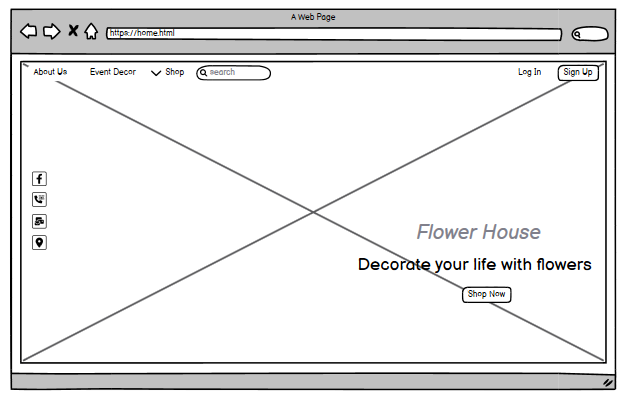 A Web Page
https://home.html
About Us Event Decor Shop search Log In Sign Up
Flower House
Decorate your life with flowers
Shop Now